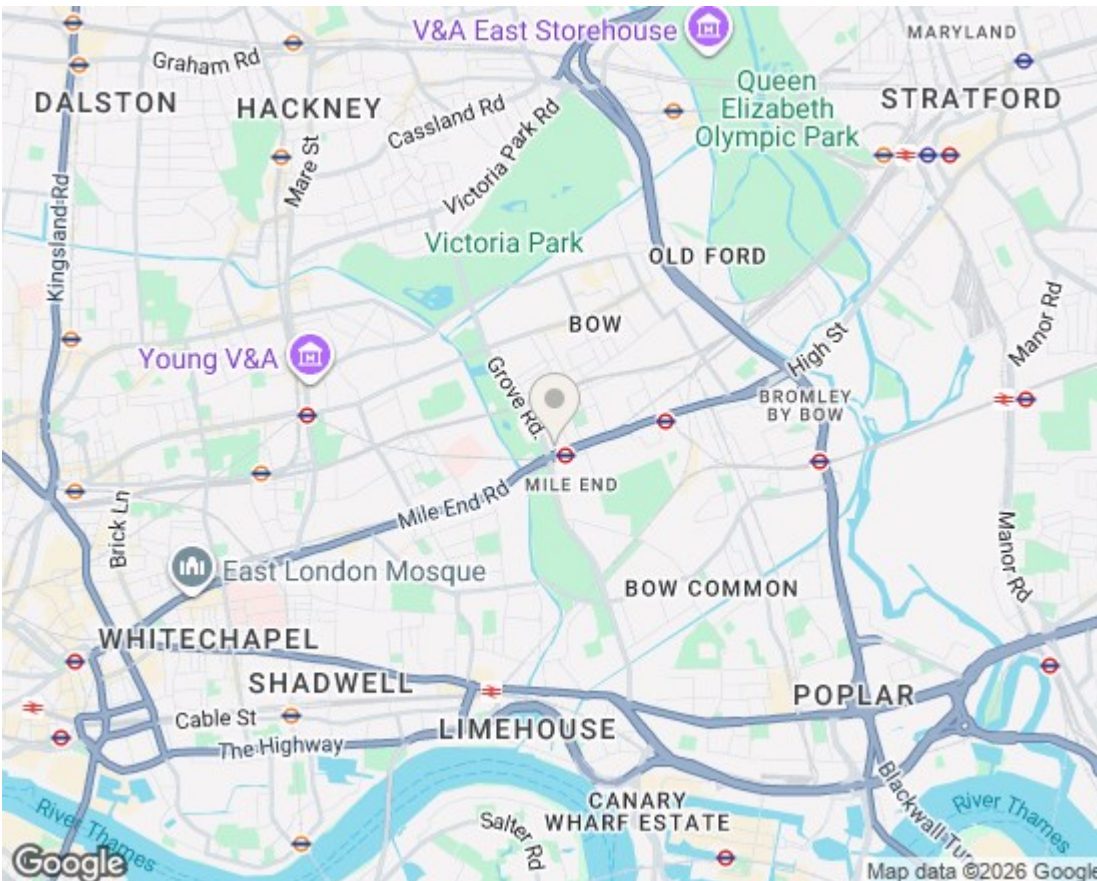 V&A East Storehouse
MARYLAND
Graham Rd
Queen
Elizabeth
Olympic Park
DALSTON
HACKNEY
STRATFORD
Cassland Rd
Victoria Park Rd
Mare St
Kingsland Rd
Victoria Park
OLD FORD
Manor Rd
BOW
High St
Young V&A
Grove Rd.
BROMLEY
BY BOW
MILE END
Mile End Rd
Brick Ln
Manor Rd
East London Mosque
BOW COMMON
WHITECHAPEL
SHADWELL
POPLAR
Cable St
LIMEHOUSE
The Highway
CANARY
WHARF ESTATE
Blackwall Tu
River Thames
River Thames
Salter Rd
Google
Map data ©2026 Google